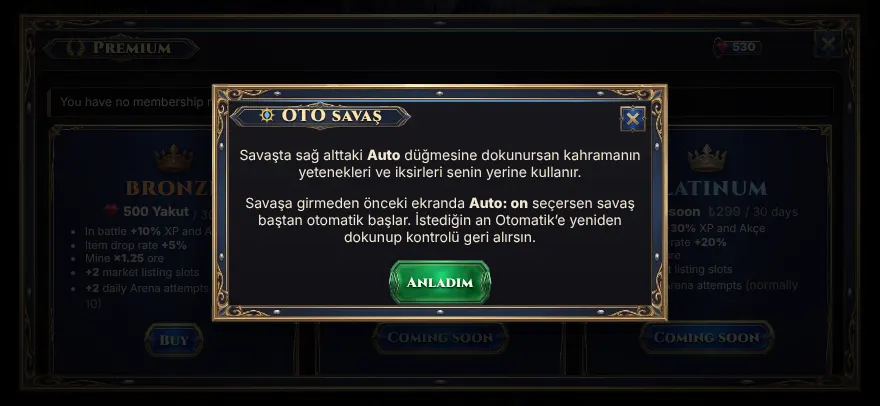 PREMIUM
530
You have no membership
OTO SAVAŞ
Savaşta sağ alttaki Auto düğmesine dokunursan kahramanın
yetenekleri ve iksirleri senin yerine kullanır.
Savaşa girmeden önceki ekranda Auto: on seçersen savaş
baştan otomatik başlar. İstediğin an Otomatik'e yeniden
dokunup kontrolü geri alırsın.
ANLADIM
BRONZ
500 Yakut / 30
In battle +10% XP and A
Item drop rate +5%
Mine ×1.25 ore
+2 market listing slots
+2 daily Arena attempts
10)
BUY
COMING SOON
LATINUM
soon ₺299 / 30 days
30% XP and Akçe
rate +20%
ore
listing slots
Arena attempts (normally
COMING SOON